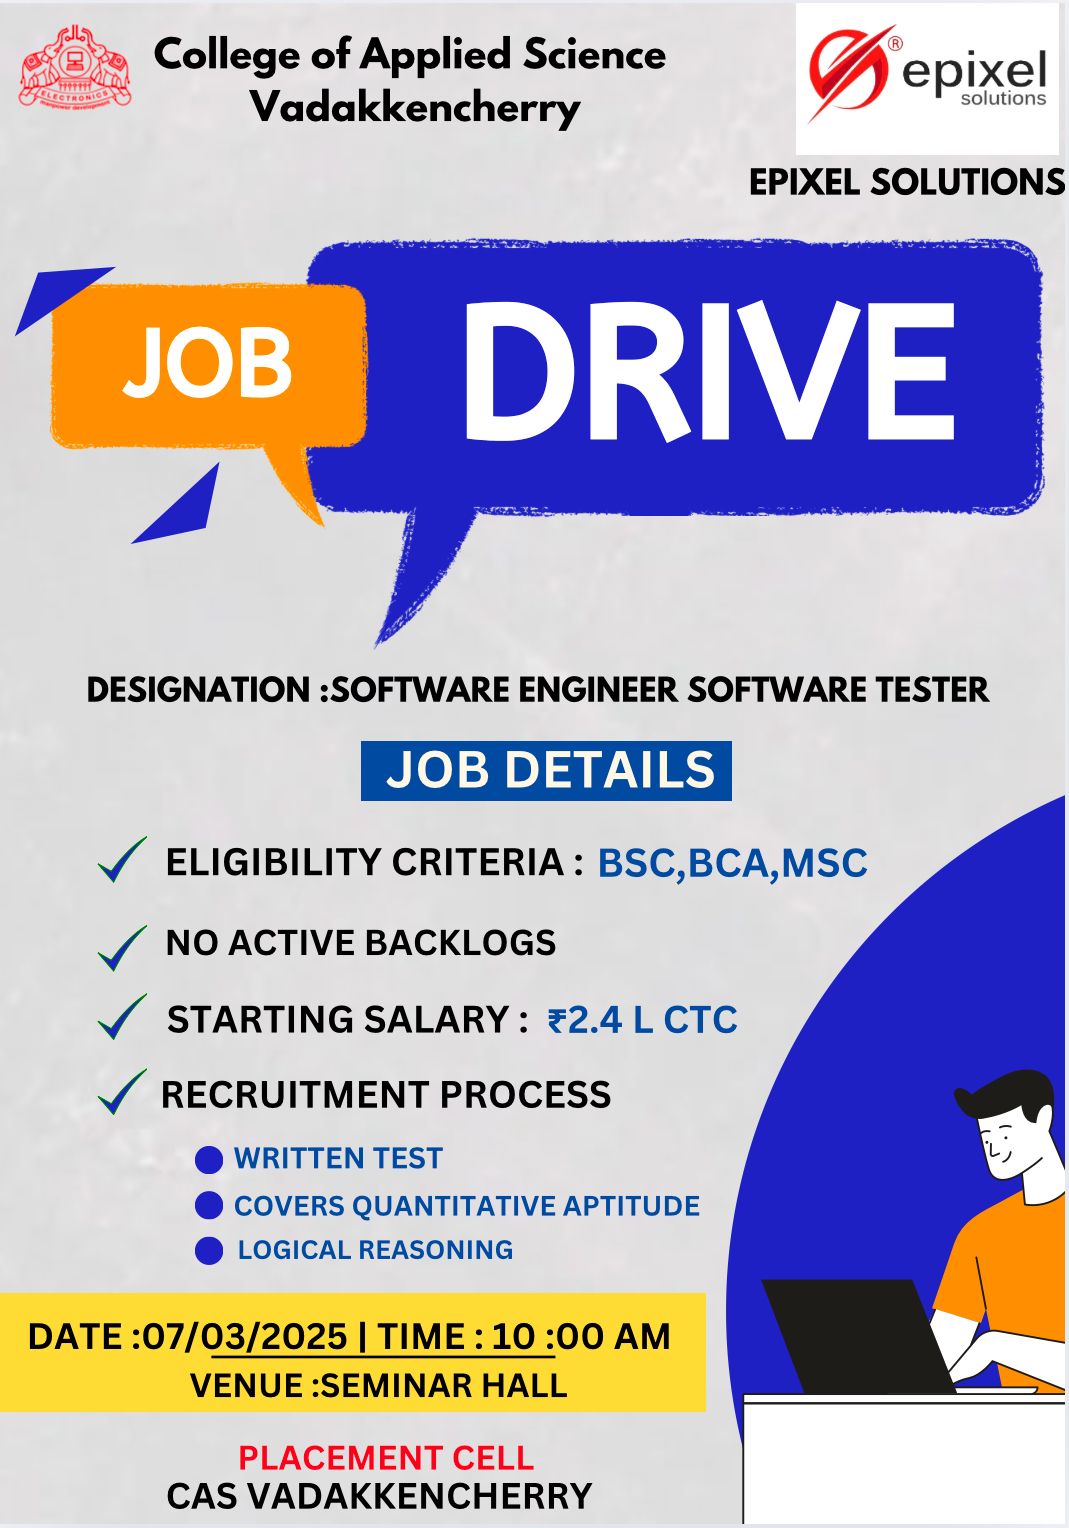 College of Applied Science
Vadakkencherry
ELECTRONICS
manpower development
epixel®
solutions
EPIXEL SOLUTIONS
JOB
DRIVE
DESIGNATION :SOFTWARE ENGINEER SOFTWARE TESTER
JOB DETAILS
ELIGIBILITY CRITERIA : BSC,BCA,MSC
NO ACTIVE BACKLOGS
STARTING SALARY : ₹2.4 L CTC
RECRUITMENT PROCESS
WRITTEN TEST
COVERS QUANTITATIVE APTITUDE
LOGICAL REASONING
DATE :07/03/2025 | TIME : 10 :00 AM
VENUE :SEMINAR HALL
PLACEMENT CELL
CAS VADAKKENCHERRY